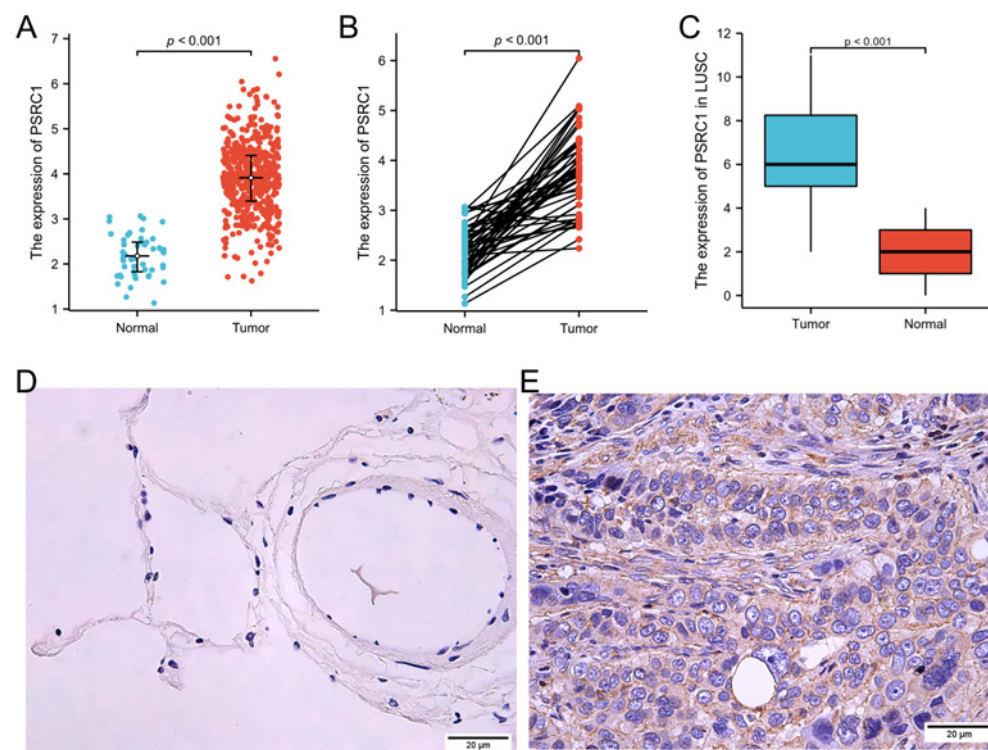 A
The expression of PSRC1
p < 0.001
7
6
5
4
3
2
1
Normal
Tumor
B
The expression of PSRC1
p < 0.001
6
5
4
3
2
1
Normal
Tumor
C
The expression of PSRC1 in LUSC
p < 0.001
12
10
8
6
4
2
0
Tumor
Normal
D
20 µm
E
20 µm